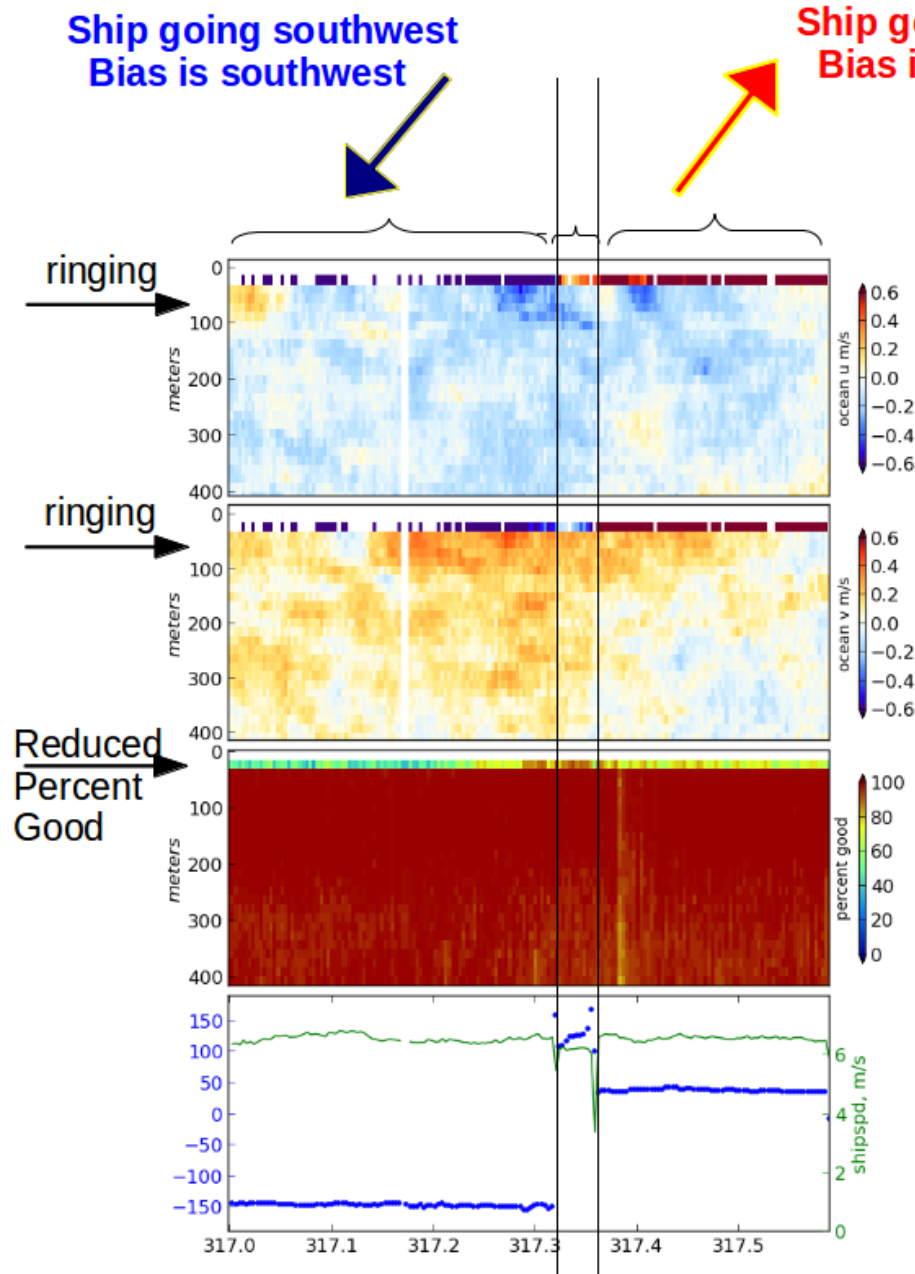 Ship going southwest
Bias is southwest
Ship g
Bias i
ringing
0
100
200
300
400
meters
0.6
0.4
0.2
0.0
−0.2
−0.4
−0.6
ocean u m/s
ringing
0
100
200
300
400
meters
0.6
0.4
0.2
0.0
−0.2
−0.4
−0.6
ocean v m/s
Reduced
Percent
Good
0
100
200
300
400
meters
100
80
60
40
20
0
percent good
150
100
50
0
−50
−100
−150
6
4
2
0
shipspd, m/s
317.0 317.1 317.2 317.3 317.4 317.5